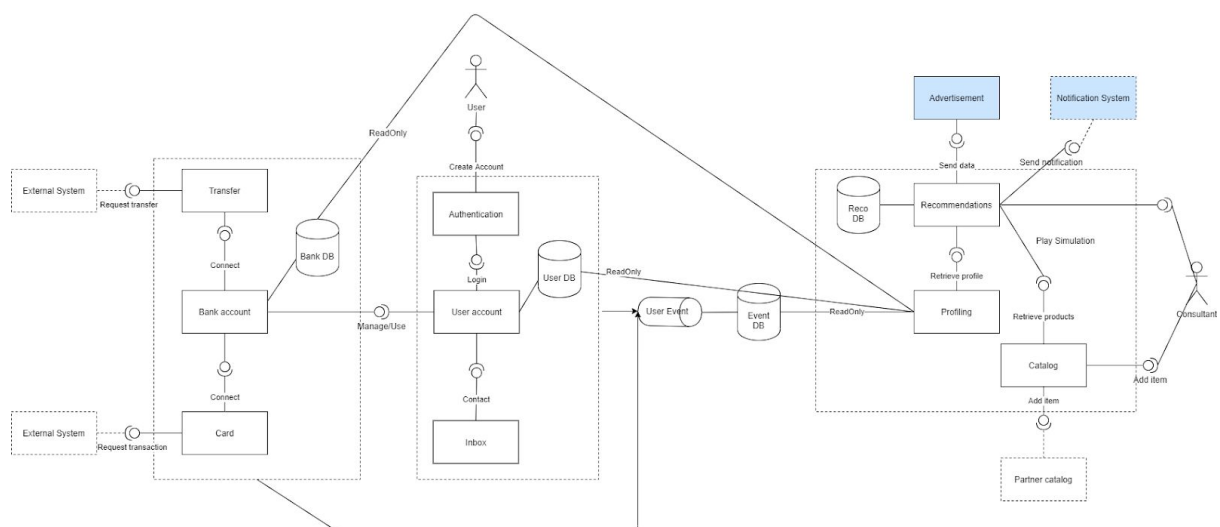 User
ReadOnly
Create Account
Advertisement
Notification System
Send data
Send notification
External System
Request transfer
Transfer
Connect
Bank DB
Authentication
Login
User DB
ReadOnly
Reco
DB
Recommendations
Play Simulation
Retrieve profile
Bank account
Manage/Use
User account
User Event
Event
DB
ReadOnly
Profiling
Retrieve products
Consultant
Connect
Contact
Catalog
Add item
Add item
External System
Request transaction
Card
Inbox
Partner catalog